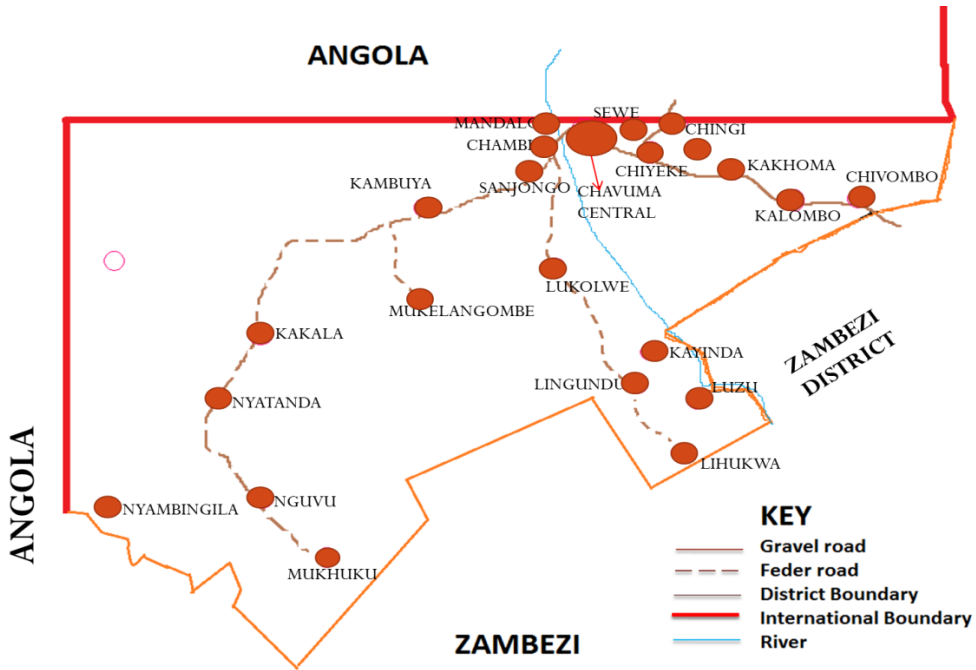 ANGOLA
SEWE
MANDALO
CHINGI
CHAMBI
CHIYEKE
KAKHOMA
SANJONGO
CHAVUMA
CENTRAL
CHIVOMBO
KAMBUYA
KALOMBO
LUKOLWE
MUKELANGOMBE
KAKALA
KAYINDA
ZAMBEZI
DISTRICT
LINGUNDU
LUZU
NYATANDA
LIHUKWA
ANGOLA
NYAMBINGILA
NGUVU
MUKHUKU
ZAMBEZI
KEY
Gravel road
Feder road
District Boundary
International Boundary
River